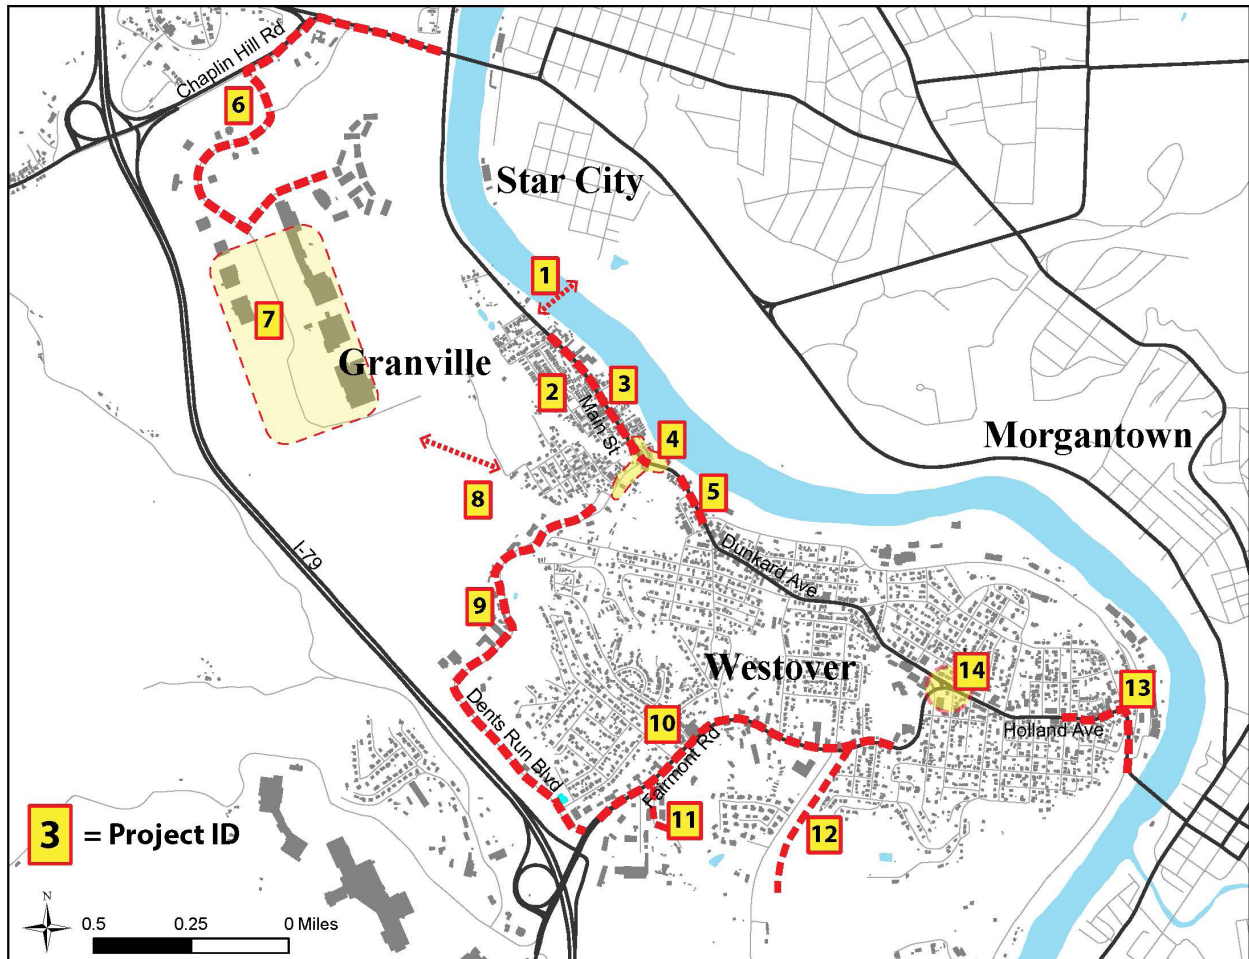 Chaplin Hill Rd
6
Star City
1
7
Granville
2
3
Main St
4
Morgantown
8
5
I-79
Dunkard Ave
9
Westover
14
13
10
Dents Run Blvd
Fairmont Rd
Holland Ave
11
12
3 = Project ID
N
0.5 0.25 0 Miles